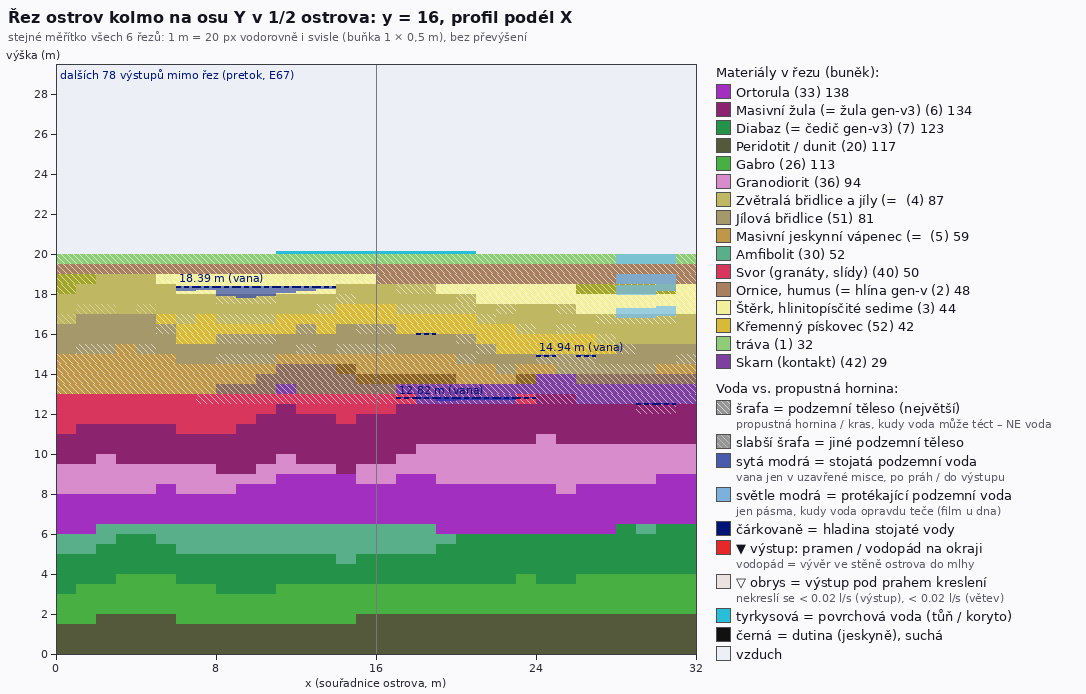 Řez ostrov kolmo na osu Y v 1/2 ostrova: y = 16, profil podél X
stejné měřítko všech 6 řezů: 1 m = 20 px vodorovně i svisle (buňka 1 × 0,5 m), bez převýšení
výška (m)
dalších 78 výstupů mimo řez (pretok, E67)
28
26
24
22
20
18
16
14
12
10
8
6
4
2
0
18.39 m (vana)
14.94 m (vana)
12.82 m (vana)
0
8
16
24
32
x (souřadnice ostrova, m)
Materiály v řezu (buněk):
Ortorula (33) 138
Masivní žula (= žula gen-v3) (6) 134
Diabaz (= čedič gen-v3) (7) 123
Peridotit / dunit (20) 117
Gabro (26) 113
Granodiorit (36) 94
Zvětralá břidlice a jíly (=  (4) 87
Jílová břidlice (51) 81
Masivní jeskynní vápenec (=  (5) 59
Amfibolit (30) 52
Svor (granáty, slídy) (40) 50
Ornice, humus (= hlína gen-v (2) 48
Štěrk, hlinitopísčité sedime (3) 44
Křemenný pískovec (52) 42
tráva (1) 32
Skarn (kontakt) (42) 29
Voda vs. propustná hornina:
šrafa = podzemní těleso (největší)
propustná hornina / kras, kudy voda může téct – NE voda
slabší šrafa = jiné podzemní těleso
sytá modrá = stojatá podzemní voda
vana jen v uzavřené misce, po práh / do výstupu
světle modrá = protékající podzemní voda
jen pásma, kudy voda opravdu teče (film u dna)
čárkovaně = hladina stojaté vody
▼ výstup: pramen / vodopád na okraji
vodopád = vývěr ve stěně ostrova do mlhy
▽ obrys = výstup pod prahem kreslení
nekreslí se < 0.02 l/s (výstup), < 0.02 l/s (větev)
tyrkysová = povrchová voda (tůň / koryto)
černá = dutina (jeskyně), suchá
vzduch